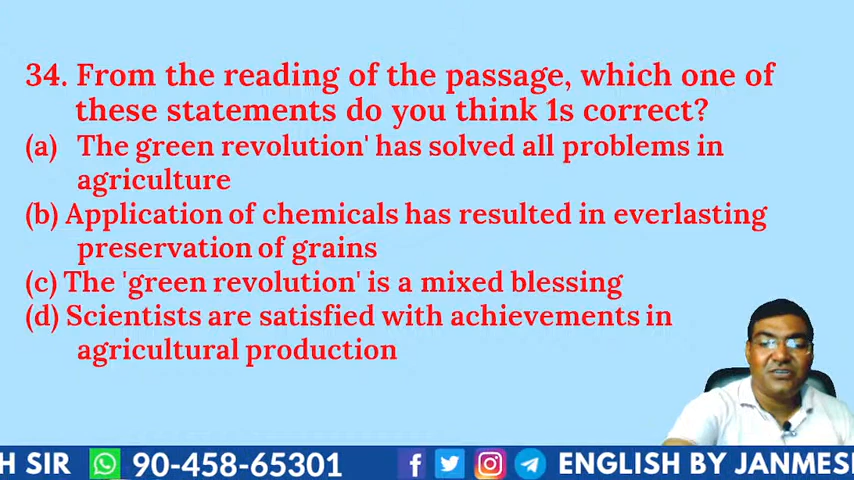 34. From the reading of the passage, which one of
these statements do you think 1s correct?
(a) The green revolution' has solved all problems in
agriculture
(b) Application of chemicals has resulted in everlasting
preservation of grains
(c) The 'green revolution' is a mixed blessing
(d) Scientists are satisfied with achievements in
agricultural production
H SIR 90-458-65301 ENGLISH BY JANMES